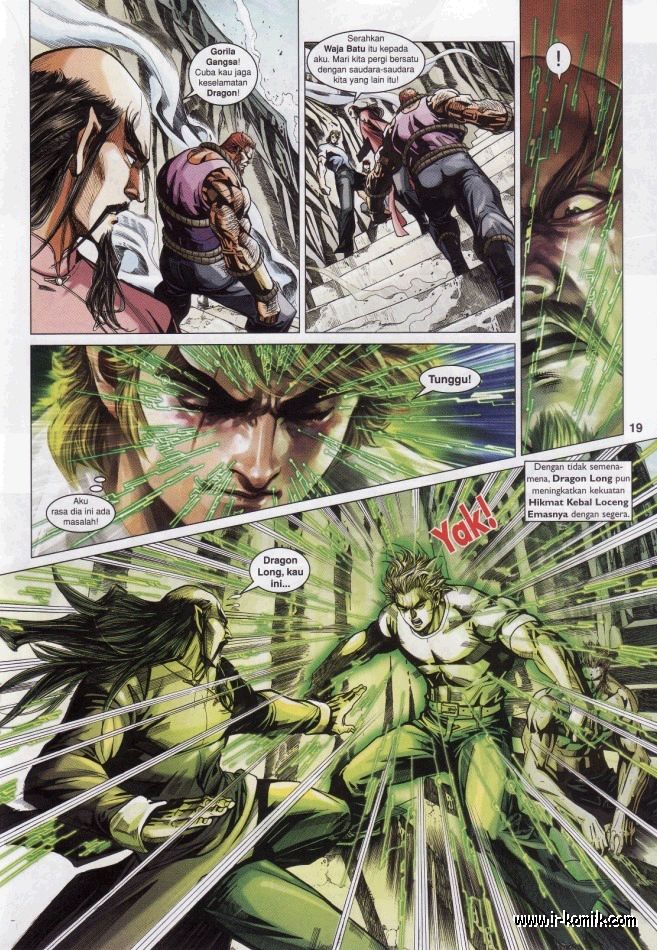 Gorila
Gangsa!
Cuba kau jaga
keselamatan
Dragon!
Serahkan
Waja Batu itu kepada
aku. Mari kita pergi bersatu
dengan saudara-saudara
kita yang lain itu!
!
Tunggu!
Aku
rasa dia ini ada
masalah!
19
Dengan tidak semena-
mena, Dragon Long pun
meningkatkan kekuatan
Hikmat Kebal Loceng
Emasnya dengan segera.
Yak!
Dragon
Long, kau
ini...
www.ir-komik.com